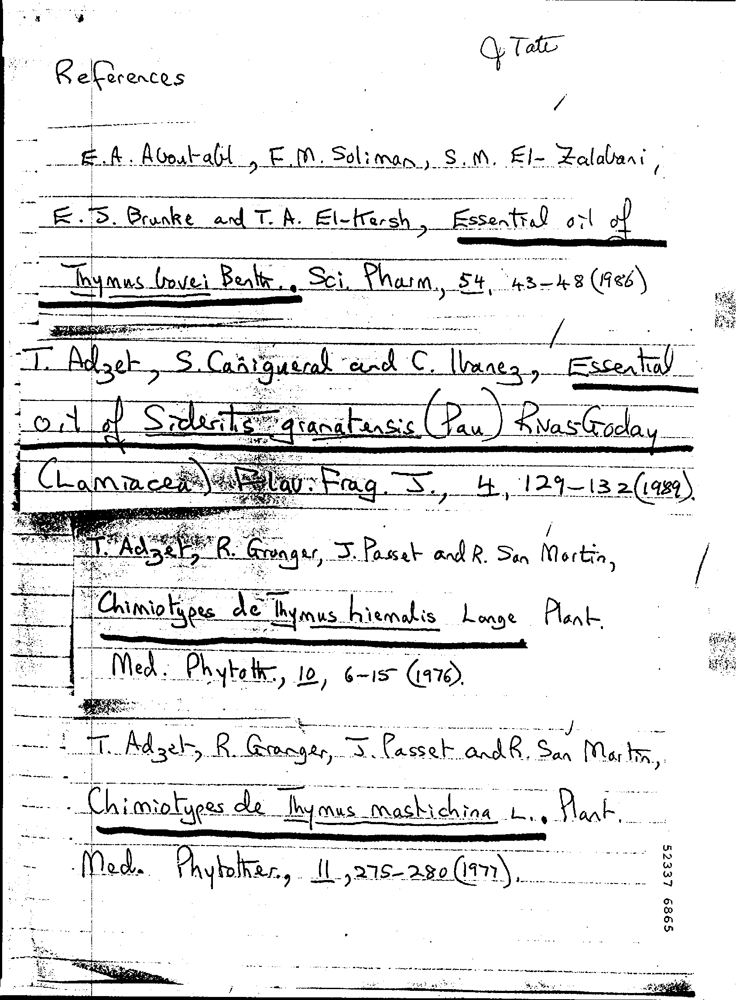 J Tate
References
E.A. Aboutabl, F.M. Soliman, S.M. El-Zalabani,
E.J. Brunke and T.A. El-Kersh, Essential oil of
Thymus bovei Benth., Sci. Pharm., 54, 43-48 (1986)
T. Adzet, S. Cañigueral and C. Ibanez, Essential
oil of Sideritis granatensis (Pau) Rivas Goday
(Lamiacea) Flav. Frag. J., 4, 129-132 (1989).
T. Adzet, R. Granger, J. Passet and R. San Martin,
Chimiotypes de Thymus hiemalis Lange Plant.
Med. Phytoth., 10, 6-15 (1976).
T. Adzet, R. Granger, J. Passet and R. San Martin,
Chimiotypes de Thymus mastichina L., Plant.
Med. Phytother., 11, 275-280 (1977).
52337 6865